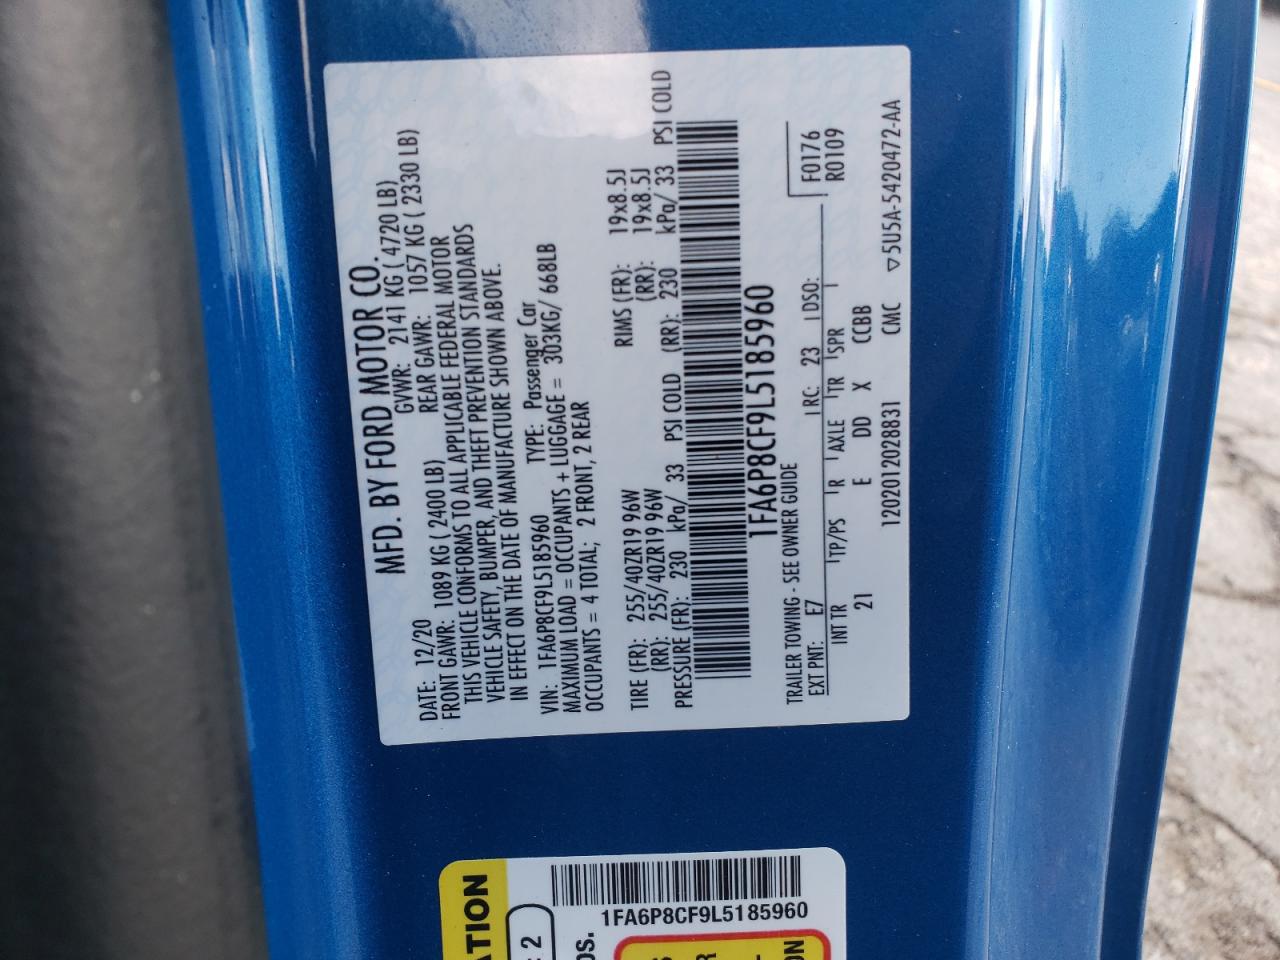 MFD. BY FORD MOTOR CO.
DATE: 12/20 GVWR: 2141 KG ( 4720 LB)
FRONT GAWR: 1089 KG ( 2400 LB) REAR GAWR: 1057 KG ( 2330 LB)
THIS VEHICLE CONFORMS TO ALL APPLICABLE FEDERAL MOTOR
VEHICLE SAFETY, BUMPER, AND THEFT PREVENTION STANDARDS
IN EFFECT ON THE DATE OF MANUFACTURE SHOWN ABOVE.
VIN: 1FA6P8CF9L5185960 TYPE: Passenger Car
MAXIMUM LOAD = OCCUPANTS + LUGGAGE = 303KG/ 668LB
OCCUPANTS = 4 TOTAL; 2 FRONT, 2 REAR
TIRE (FR): 255/40ZR19 96W RIMS (FR): 19x8.5J
(RR): 255/40ZR19 96W (RR): 19x8.5J
PRESSURE (FR): 230 kPa/ 33 PSI COLD (RR): 230 kPa/ 33 PSI COLD
1FA6P8CF9L5185960
TRAILER TOWING - SEE OWNER GUIDE F0176
EXT PNT: E7 RC: 23 DSO: R0109
INT TR TP/PS R AXLE TR SPR
21 E DD X CCBB
1202012028831 CMC ▽5U5A-5420472-AA
1FA6P8CF9L5185960
ATION
2
OS.
S
R
ON